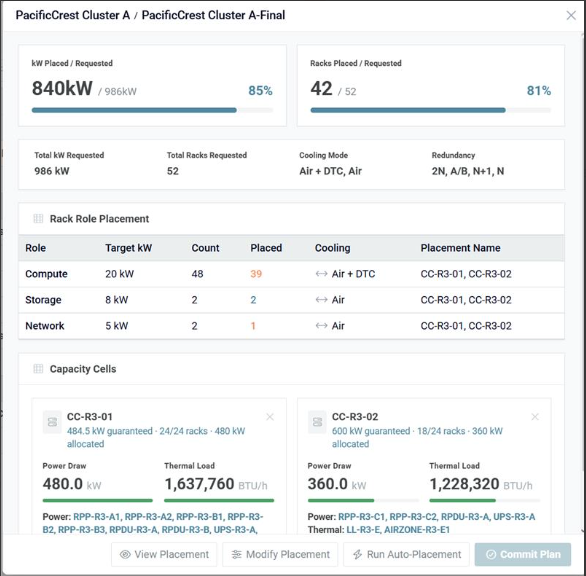 PacificCrest Cluster A / PacificCrest Cluster A-Final
kW Placed / Requested
840kW / 986kW 85%
Racks Placed / Requested
42 / 52 81%
Total kW Requested
986 kW
Total Racks Requested
52
Cooling Mode
Air + DTC, Air
Redundancy
2N, A/B, N+1, N
Rack Role Placement
Role Target kW Count Placed Cooling Placement Name
Compute 20 kW 48 39 Air + DTC CC-R3-01, CC-R3-02
Storage 8 kW 2 2 Air CC-R3-01, CC-R3-02
Network 5 kW 2 1 Air CC-R3-01, CC-R3-02
Capacity Cells
CC-R3-01
484.5 kW guaranteed · 24/24 racks · 480 kW
allocated
Power Draw
480.0 kW
Thermal Load
1,637,760 BTU/h
Power: RPP-R3-A1, RPP-R3-A2, RPP-R3-B1, RPP-R3-
B2, RPP-R3-B3, RPDU-R3-A, RPDU-R3-B, UPS-R3-A,
CC-R3-02
600 kW guaranteed · 18/24 racks · 360 kW
allocated
Power Draw
360.0 kW
Thermal Load
1,228,320 BTU/h
Power: RPP-R3-C1, RPP-R3-C2, RPDU-R3-A, UPS-R3-A
Thermal: LL-R3-E, AIRZONE-R3-E1
View Placement
Modify Placement
Run Auto-Placement
Commit Plan